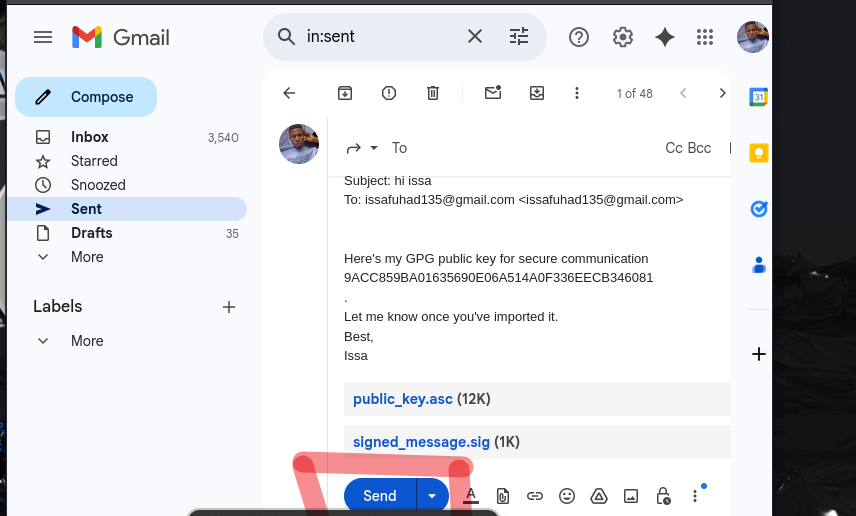 Gmail
in:sent
Compose
Inbox 3,540
Starred
Snoozed
Sent
Drafts 35
More
Labels
More
1 of 48
31
To Cc Bcc
Subject: hi issa
To: issafuhad135@gmail.com <issafuhad135@gmail.com>
Here's my GPG public key for secure communication
9ACC859BA01635690E06A514A0F336EECB346081
.
Let me know once you've imported it.
Best,
Issa
public_key.asc (12K)
signed_message.sig (1K)
Send